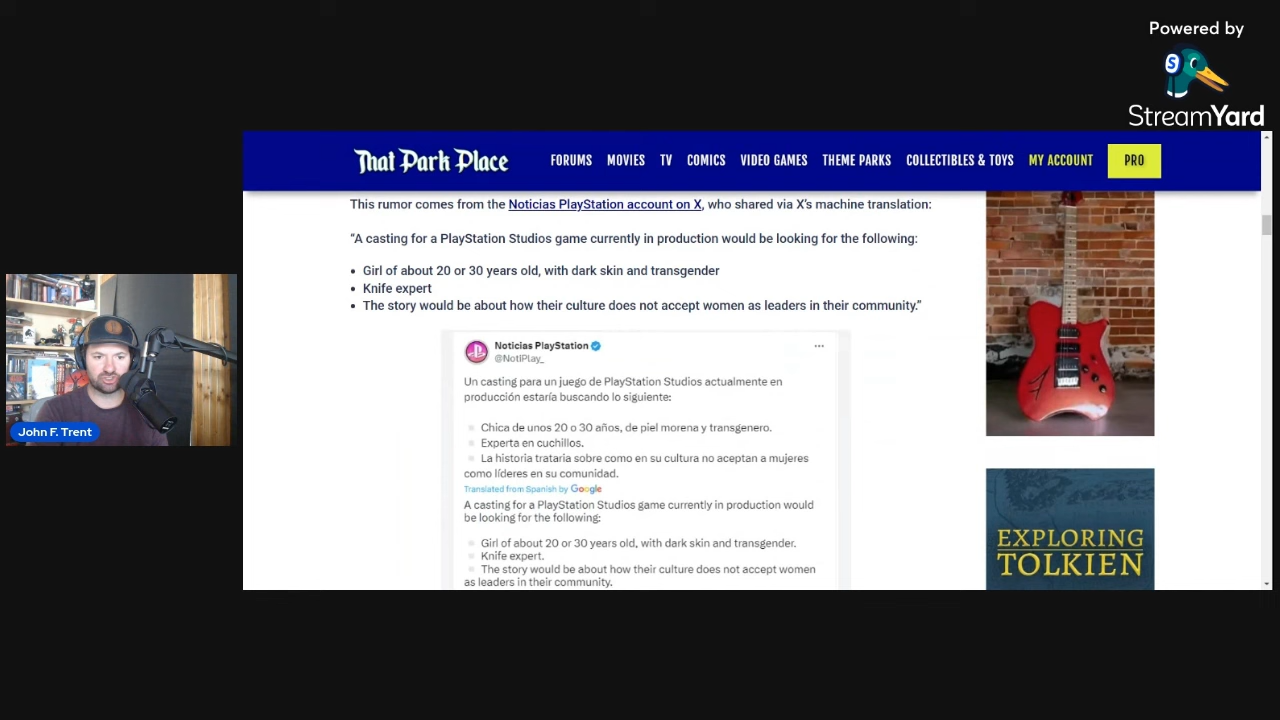 Powered by
S
StreamYard
That Park Place
FORUMS MOVIES TV COMICS VIDEO GAMES THEME PARKS COLLECTIBLES & TOYS MY ACCOUNT PRO
This rumor comes from the Noticias PlayStation account on X, who shared via X’s machine translation:
“A casting for a PlayStation Studios game currently in production would be looking for the following:
• Girl of about 20 or 30 years old, with dark skin and transgender
• Knife expert
• The story would be about how their culture does not accept women as leaders in their community.”
Noticias PlayStation
@NotiPlay_
Un casting para un juego de PlayStation Studios actualmente en
producción estaría buscando lo siguiente:
Chica de unos 20 o 30 años, de piel morena y transgenero.
Experta en cuchillos.
La historia trataria sobre como en su cultura no aceptan a mujeres
como líderes en su comunidad.
Translated from Spanish by Google
A casting for a PlayStation Studios game currently in production would
be looking for the following:
Girl of about 20 or 30 years old, with dark skin and transgender.
Knife expert.
The story would be about how their culture does not accept women
as leaders in their community.
EXPLORING
TOLKIEN
John F. Trent